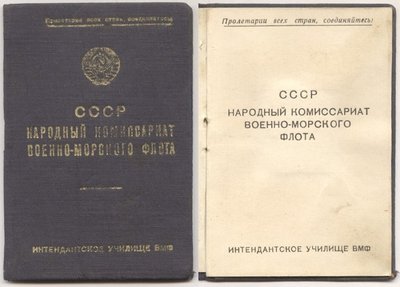 Пролетарии всех стран, соединяйтесь!
СССР
НАРОДНЫЙ КОМИССАРИАТ
ВОЕННО-МОРСКОГО ФЛОТА
ИНТЕНДАНТСКОЕ УЧИЛИЩЕ ВМФ
Пролетарии всех стран, соединяйтесь!
СССР
НАРОДНЫЙ КОМИССАРИАТ
ВОЕННО-МОРСКОГО
ФЛОТА
ИНТЕНДАНТСКОЕ УЧИЛИЩЕ ВМФ